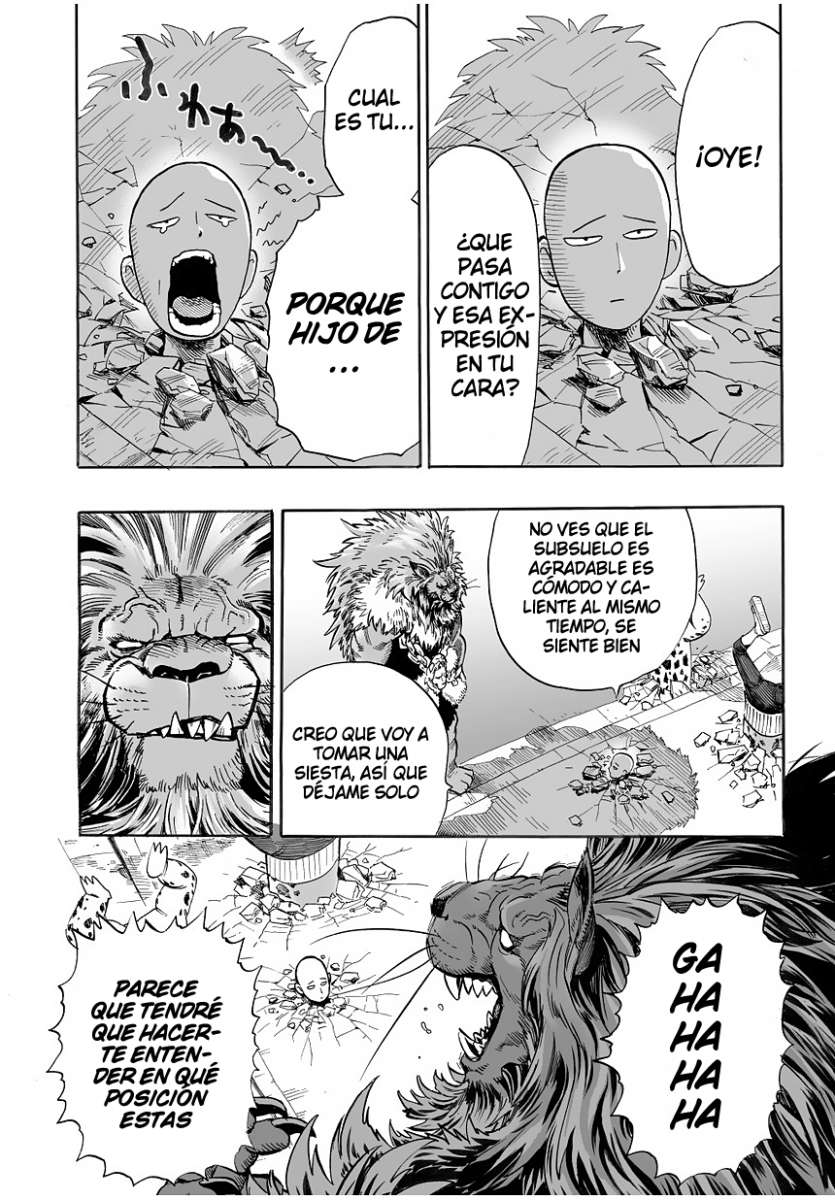 ¡OYE!
¿QUE
PASA
CONTIGO
Y ESA EX-
PRESIÓN
EN TU
CARA?
CUAL
ES TU...
PORQUE
HIJO DE
...
ふわぁ〜〜
NO VES QUE EL
SUBSUELO ES
AGRADABLE ES
CÓMODO Y CA-
LIENTE AL MISMO
TIEMPO, SE
SIENTE BIEN
CREO QUE VOY A
TOMAR UNA
SIESTA, ASÍ QUE
DÉJAME SOLO
GA
HA
HA
HA
HA
PARECE
QUE TENDRÉ
QUE HACER-
TE ENTEN-
DER EN QUÉ
POSICIÓN
ESTAS